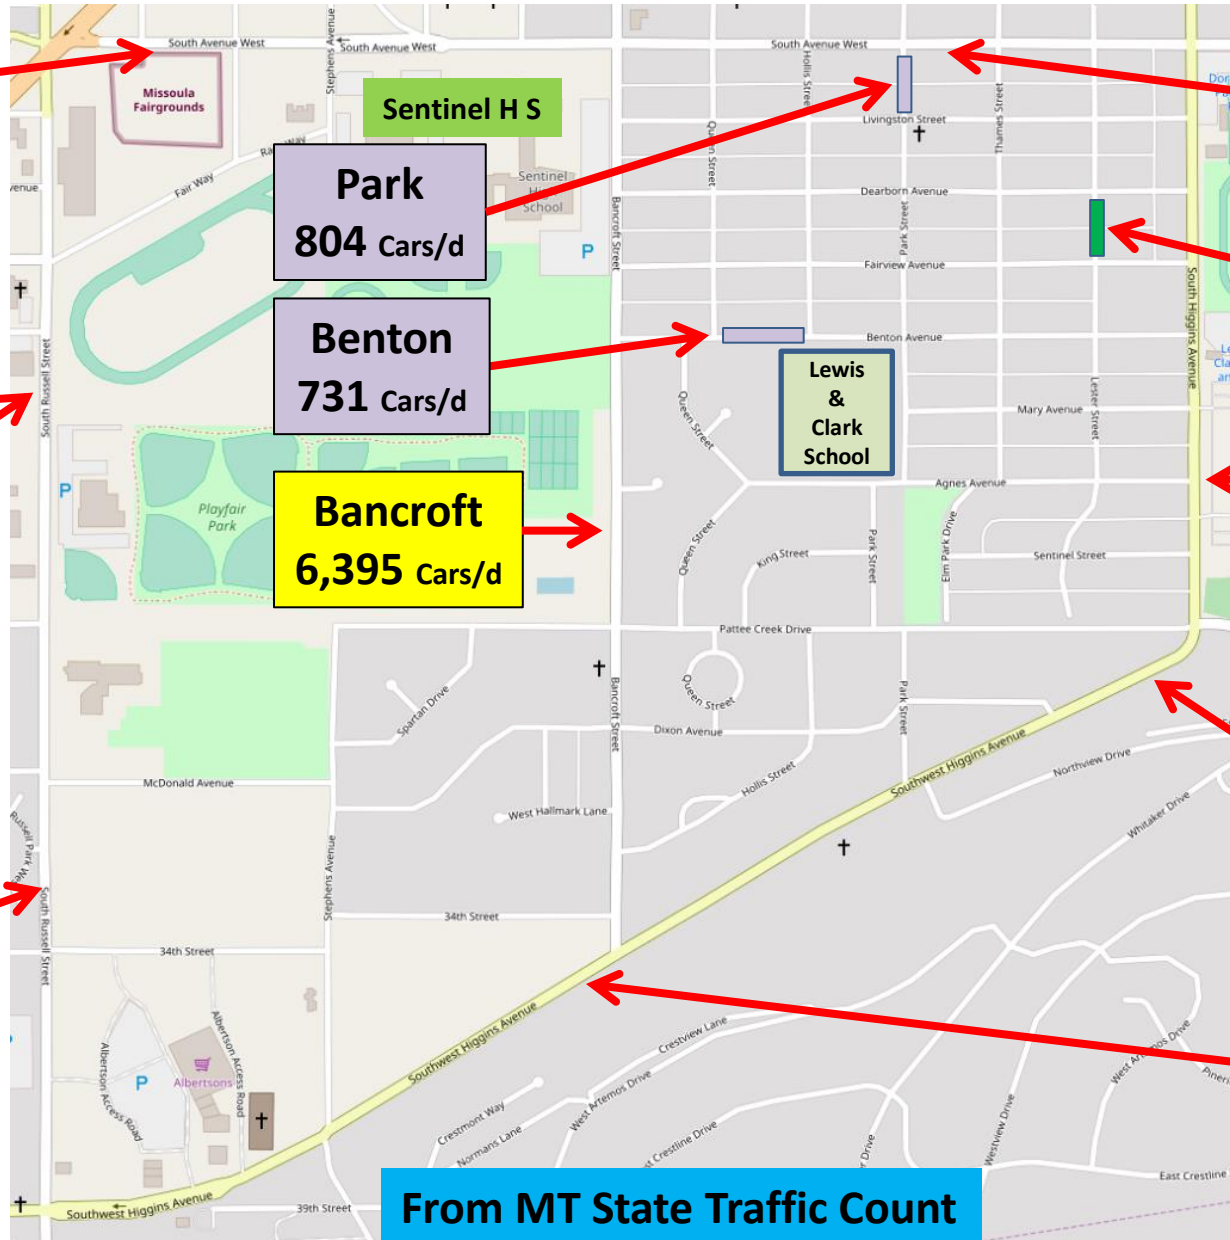 South Avenue West
South Avenue West
South Avenue West
Stephens Avenue
Missoula
Fairgrounds
Sentinel H S
Hollis Street
Livingston Street
Thames Street
Queen Street
Fair Way
Park
804 Cars/d
Sentinel
School
Bancroft Street
P
Dearborn Avenue
Park Street
Fairview Avenue
South Higgins Avenue
Benton
731 Cars/d
Benton Avenue
South Russell Street
Lewis
&
Clark
School
Queen Street
Mary Avenue
Lester Street
P
Playfair
Park
Bancroft
6,395 Cars/d
Agnes Avenue
Queen Street
King Street
Park Street
Elm Park Drive
Sentinel Street
Pattee Creek Drive
Spartan Drive
Bancroft Street
Queen Street
Park Street
Dixon Avenue
McDonald Avenue
Hollis Street
Southwest Higgins Avenue
Northview Drive
Whitaker Drive
West Hallmark Lane
South Russell Street
Stephens Avenue
34th Street
34th Street
Albertson Access Road
Albertson Access Road
P
Albertsons
Southwest Higgins Avenue
Crestview Lane
West Artemos Drive
West Artemos Drive
Crestmont Way
Normans Lane
Crestline Drive
Westview Drive
East Crestline
Southwest Higgins Avenue
39th Street
From MT State Traffic Count